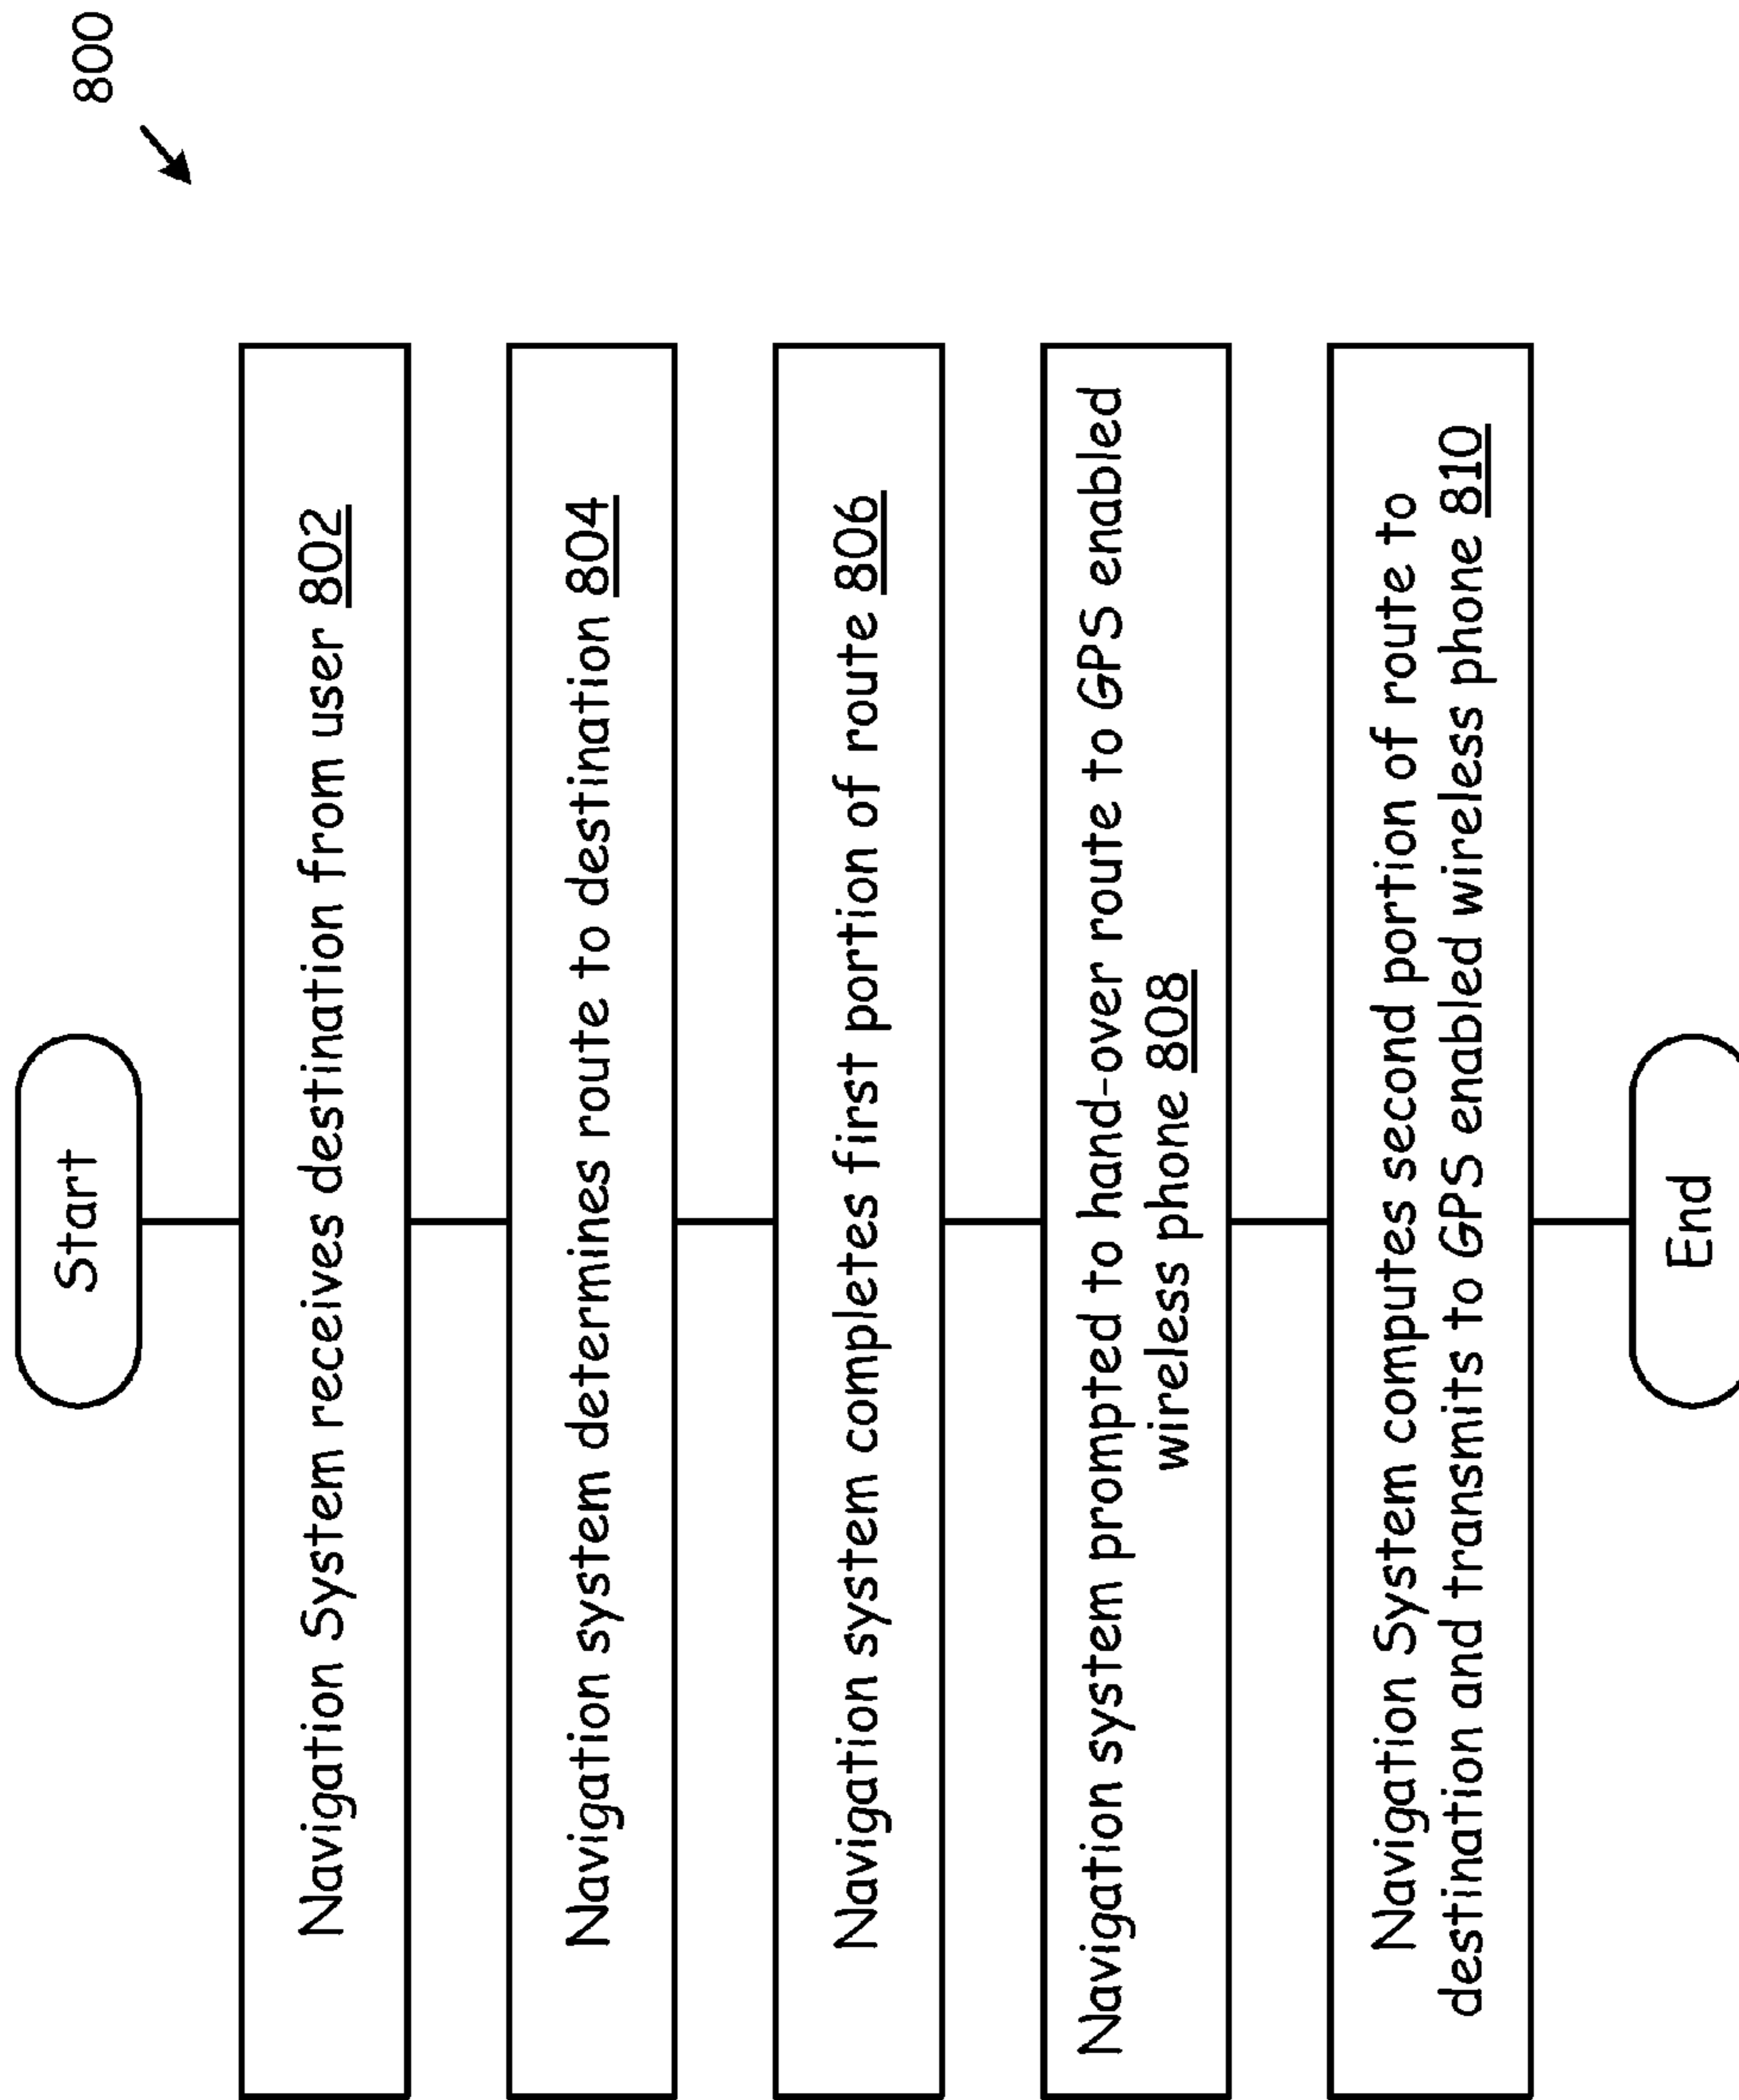 800
Start
Navigation System receives destination from user 802
Navigation system determines route to destination 804
Navigation system completes first portion of route 806
Navigation system prompted to hand-over route to GPS enabled
wireless phone 808
Navigation System computes second portion of route to
destination and transmits to GPS enabled wireless phone 810
End